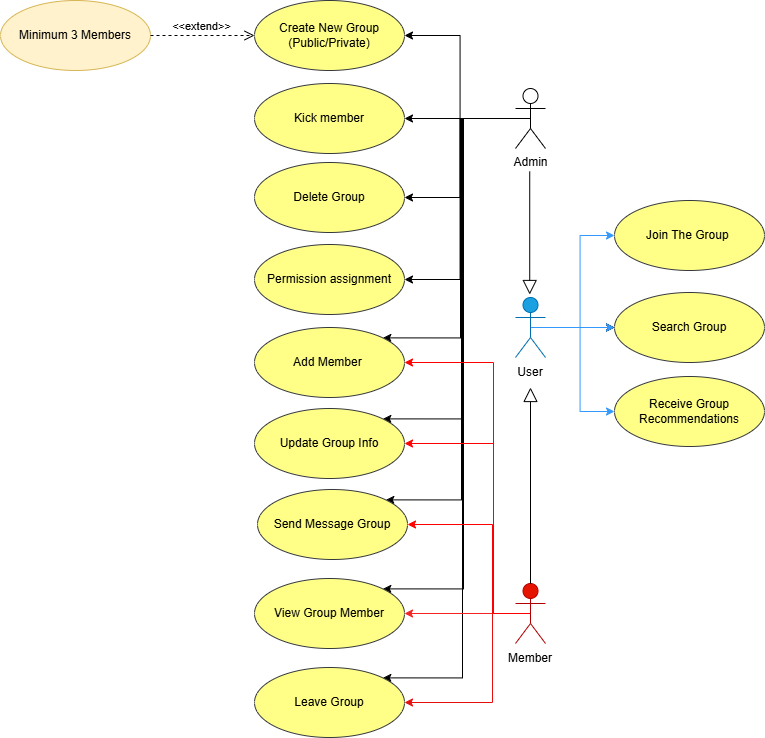 Minimum 3 Members
<<extend>>
Create New Group
(Public/Private)
Kick member
Admin
Delete Group
Join The Group
Permission assignment
Search Group
Add Member
User
Receive Group
Recommendations
Update Group Info
Send Message Group
View Group Member
Member
Leave Group